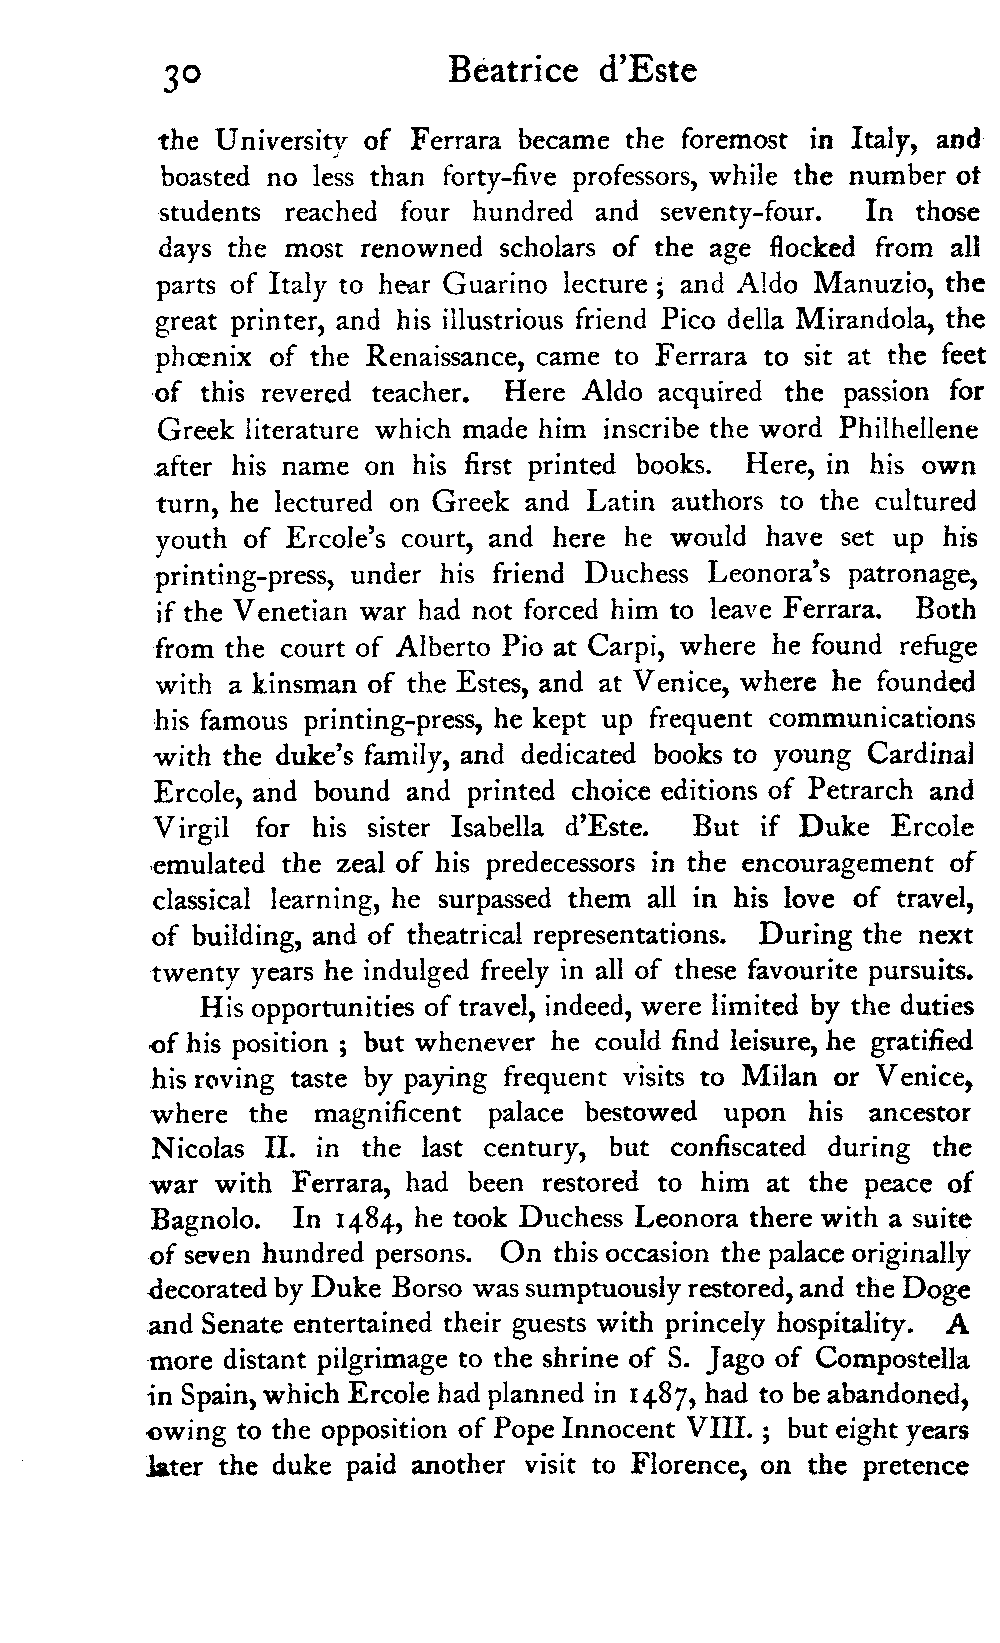 30 Beatrice d'Este
the University of Ferrara became the foremost in Italy, and
boasted no less than forty-five professors, while the number of
students reached four hundred and seventy-four. In those
days the most renowned scholars of the age flocked from all
parts of Italy to hear Guarino lecture ; and Aldo Manuzio, the
great printer, and his illustrious friend Pico della Mirandola, the
phœnix of the Renaissance, came to Ferrara to sit at the feet
of this revered teacher. Here Aldo acquired the passion for
Greek literature which made him inscribe the word Philhellene
after his name on his first printed books. Here, in his own
turn, he lectured on Greek and Latin authors to the cultured
youth of Ercole's court, and here he would have set up his
printing-press, under his friend Duchess Leonora's patronage,
if the Venetian war had not forced him to leave Ferrara. Both
from the court of Alberto Pio at Carpi, where he found refuge
with a kinsman of the Estes, and at Venice, where he founded
his famous printing-press, he kept up frequent communications
with the duke's family, and dedicated books to young Cardinal
Ercole, and bound and printed choice editions of Petrarch and
Virgil for his sister Isabella d'Este. But if Duke Ercole
emulated the zeal of his predecessors in the encouragement of
classical learning, he surpassed them all in his love of travel,
of building, and of theatrical representations. During the next
twenty years he indulged freely in all of these favourite pursuits.
His opportunities of travel, indeed, were limited by the duties
of his position ; but whenever he could find leisure, he gratified
his roving taste by paying frequent visits to Milan or Venice,
where the magnificent palace bestowed upon his ancestor
Nicolas II. in the last century, but confiscated during the
war with Ferrara, had been restored to him at the peace of
Bagnolo. In 1484, he took Duchess Leonora there with a suite
of seven hundred persons. On this occasion the palace originally
decorated by Duke Borso was sumptuously restored, and the Doge
and Senate entertained their guests with princely hospitality. A
more distant pilgrimage to the shrine of S. Jago of Compostella
in Spain, which Ercole had planned in 1487, had to be abandoned,
owing to the opposition of Pope Innocent VIII. ; but eight years
later the duke paid another visit to Florence, on the pretence